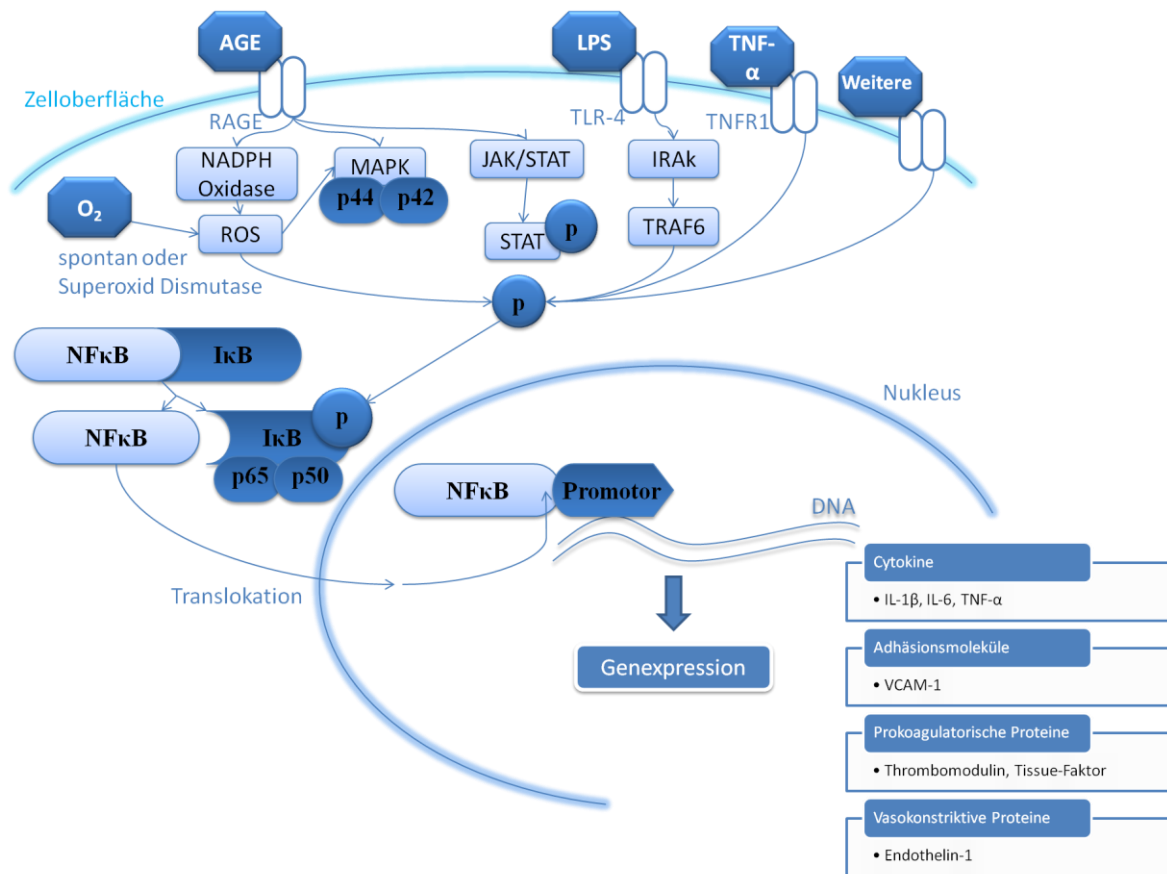 AGE
LPS
TNF-
α
Weitere
Zelloberfläche
RAGE
TLR-4
TNFR1
NADPH
Oxidase
MAPK
p44
p42
JAK/STAT
IRAk
O₂
ROS
STAT
p
TRAF6
spontan oder
Superoxid Dismutase
p
NFκB
IκB
Nukleus
NFκB
IκB
p
p65
p50
NFκB
Promotor
DNA
Translokation
Genexpression
Cytokine
• IL-1β, IL-6, TNF-α
Adhäsionsmoleküle
• VCAM-1
Prokoagulatorische Proteine
• Thrombomodulin, Tissue-Faktor
Vasokonstriktive Proteine
• Endothelin-1